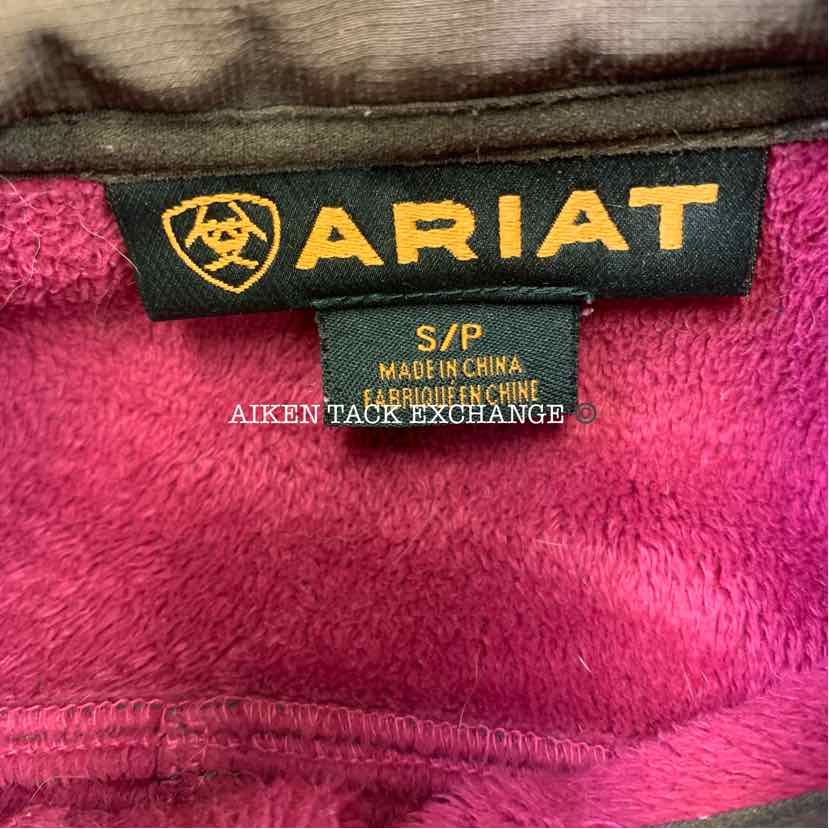 ARIAT
S/P
MADE IN CHINA
FABRIQUÉ EN CHINE
AIKEN TACK EXCHANGE ©